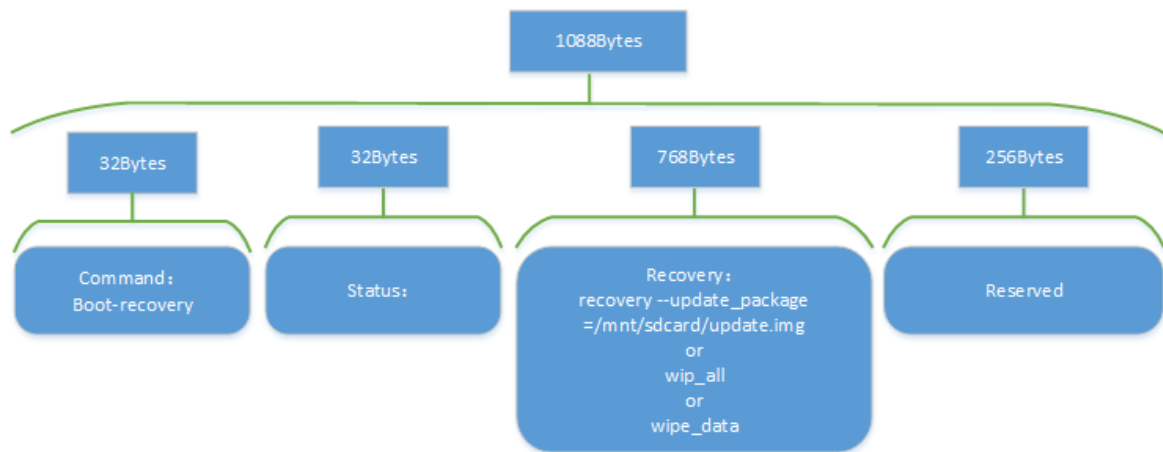 1088Bytes
32Bytes
32Bytes
768Bytes
256Bytes
Command：
Boot-recovery
Status：
Recovery：
recovery --update_package
=/mnt/sdcard/update.img
or
wip_all
or
wipe_data
Reserved